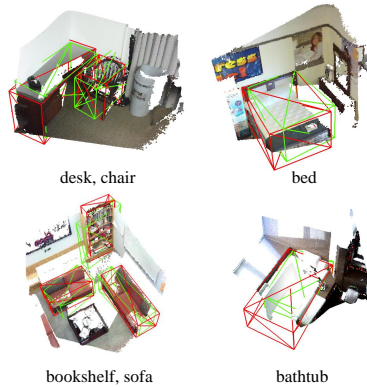 desk, chair
bed
bookshelf, sofa
bathtub